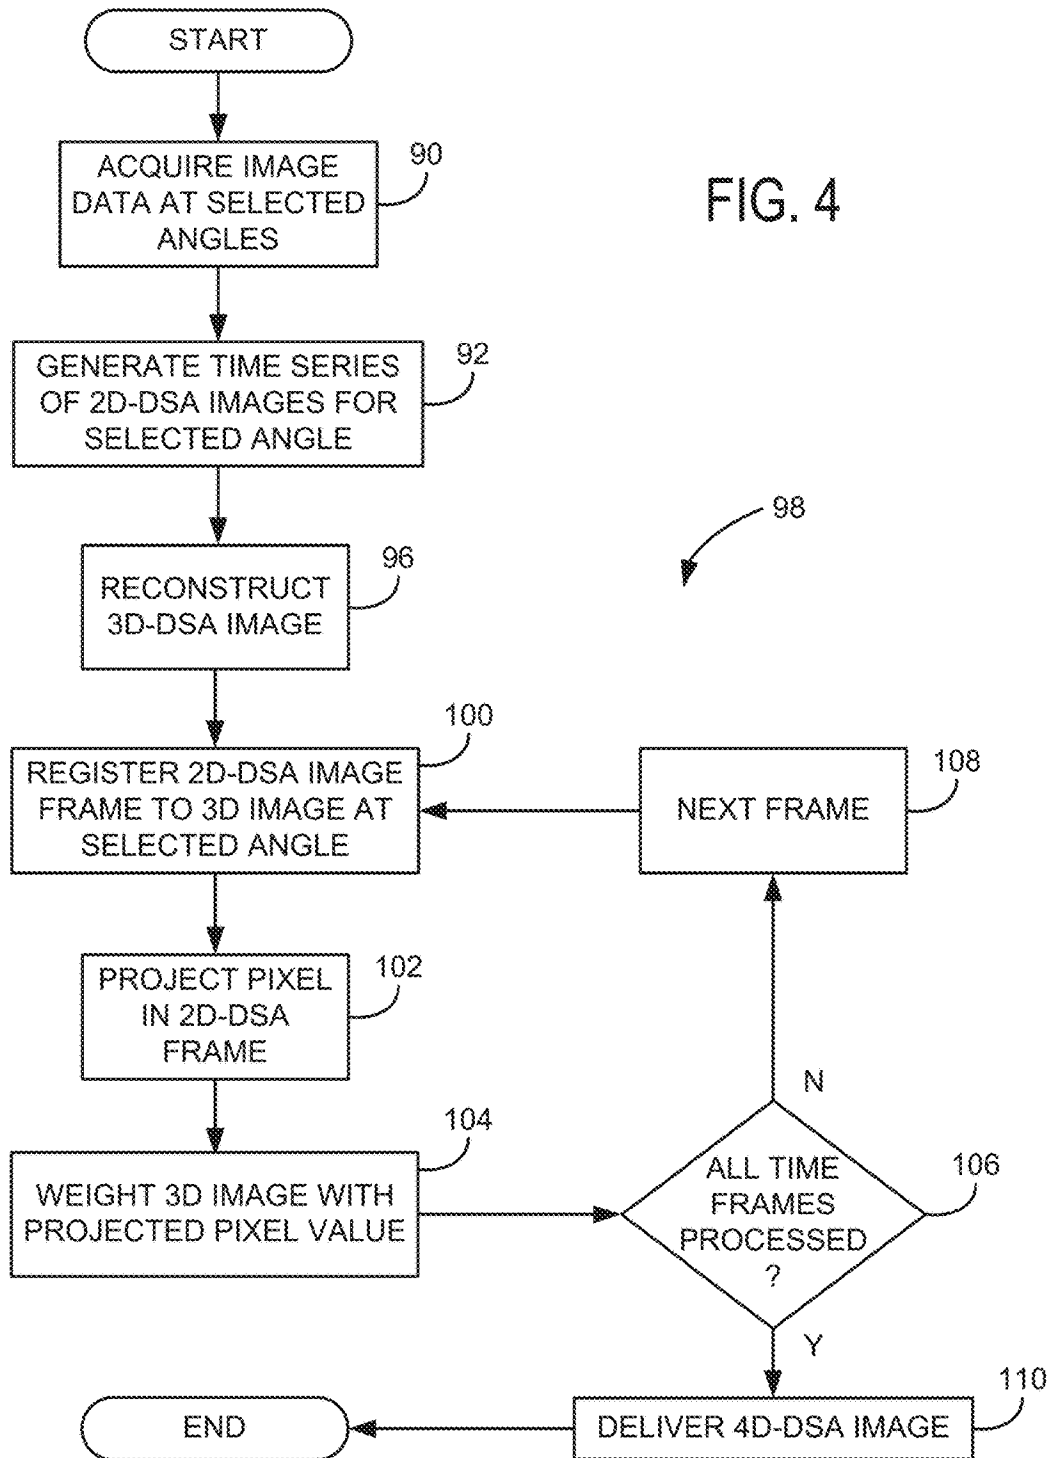 START
ACQUIRE IMAGE
DATA AT SELECTED
ANGLES
90
FIG. 4
GENERATE TIME SERIES
OF 2D-DSA IMAGES FOR
SELECTED ANGLE
92
98
RECONSTRUCT
3D-DSA IMAGE
96
REGISTER 2D-DSA IMAGE
FRAME TO 3D IMAGE AT
SELECTED ANGLE
100
NEXT FRAME
108
PROJECT PIXEL
IN 2D-DSA
FRAME
102
WEIGHT 3D IMAGE WITH
PROJECTED PIXEL VALUE
104
N
ALL TIME
FRAMES
PROCESSED
?
106
Y
DELIVER 4D-DSA IMAGE
110
END